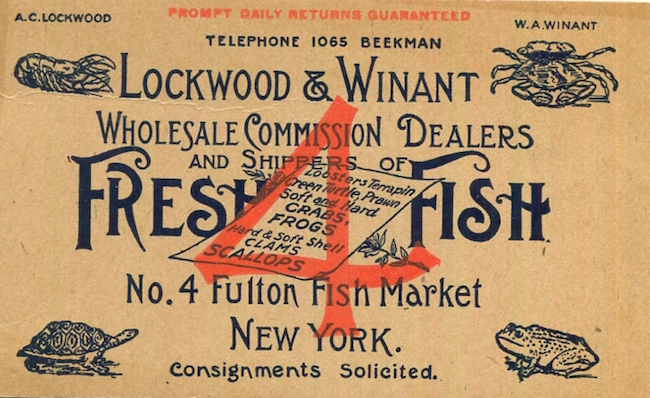 PROMPT DAILY RETURNS GUARANTEED
A.C. LOCKWOOD
W.A. WINANT
TELEPHONE 1065 BEEKMAN
LOCKWOOD & WINANT
WHOLESALE COMMISSION DEALERS
AND SHIPPERS OF
FRESH FISH
Lobsters Terrapin
Green Turtle, Prawn
Soft and Hard
CRABS,
FROGS
Hard & Soft Shell
CLAMS
SCALLOPS
4
No. 4 Fulton Fish Market
NEW YORK.
Consignments Solicited.